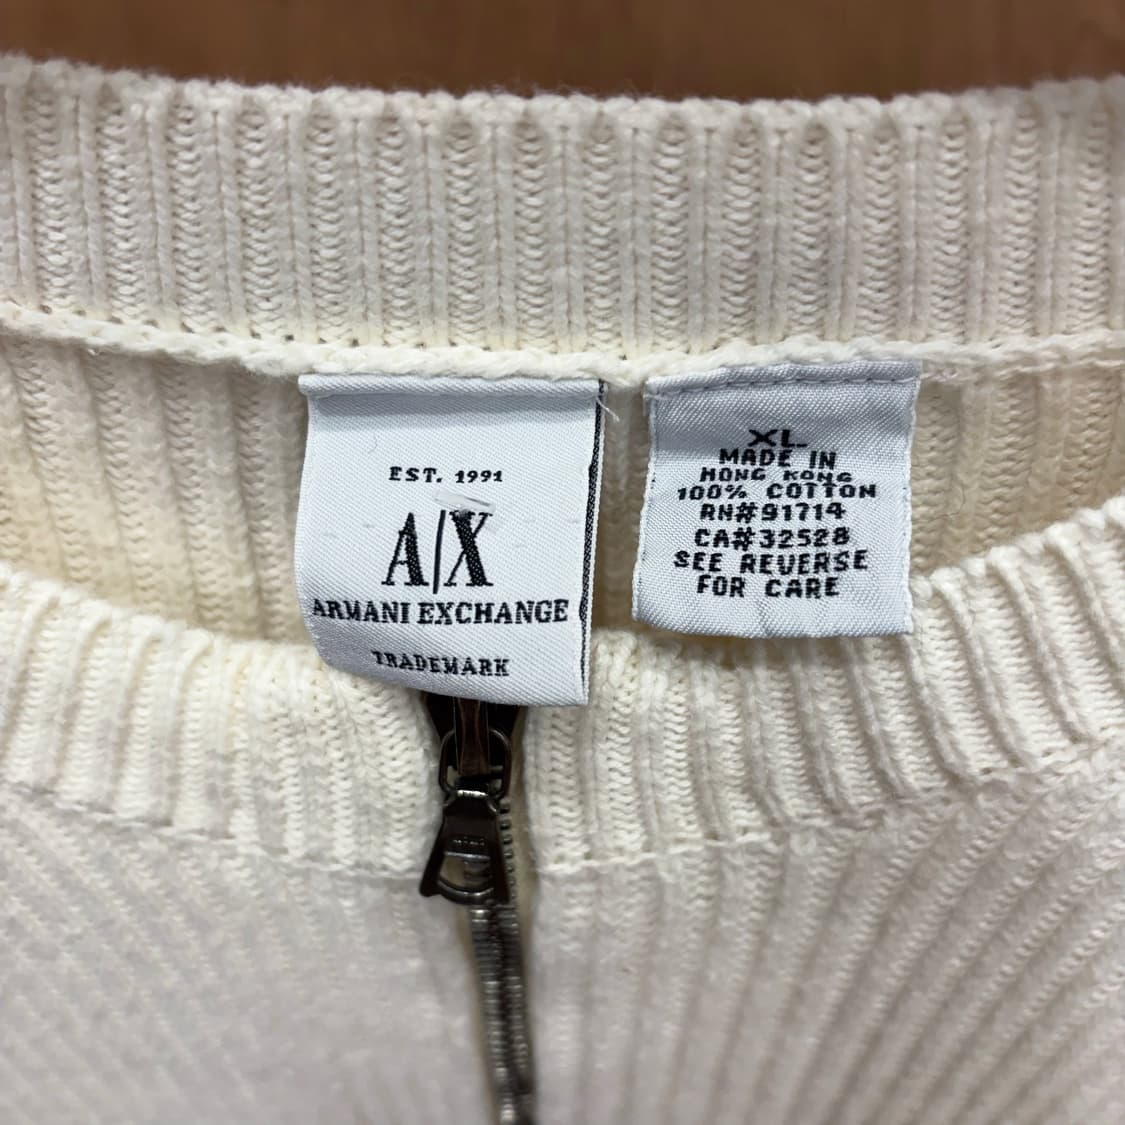 EST. 1991
A|X
ARMANI EXCHANGE
TRADEMARK
XL
MADE IN
HONG KONG
100% COTTON
RN#91714
CA#32528
SEE REVERSE
FOR CARE